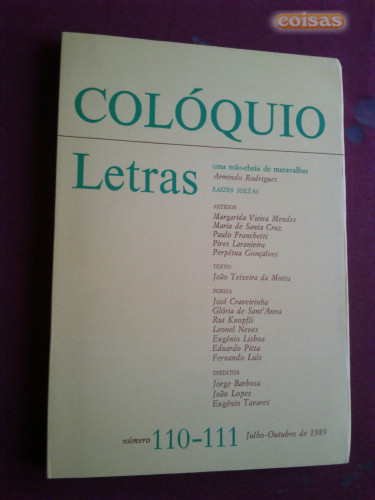 coisas
COLÓQUIO
Letras
uma mão-cheia de maravalhas
Armindo Rodrigues
RAIZES SOLTAS
ARTIGOS
Margarida Vieira Mendes
Maria de Santa Cruz
Paulo Franchetti
Pires Laranjeira
Perpétua Gonçalves
TEXTO
João Teixeira da Motta
POESIA
José Craveirinha
Glória de Sant'Anna
Rui Knopfli
Leonel Neves
Eugénio Lisboa
Eduardo Pitta
Fernando Luís
INÉDITOS
Jorge Barbosa
João Lopes
Eugénio Tavares
número 110-111 Julho-Outubro de 1989